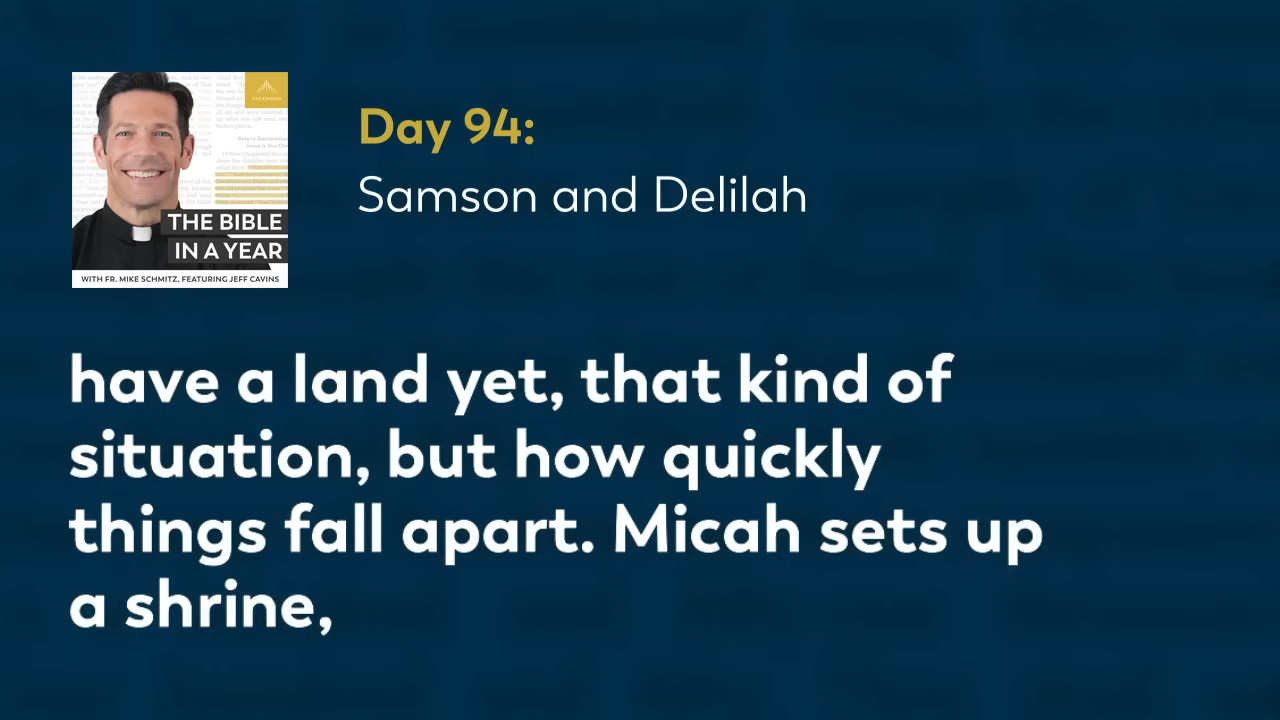 Day 94:
Samson and Delilah
THE BIBLE
IN A YEAR
WITH FR. MIKE SCHMITZ, FEATURING JEFF CAVINS
have a land yet, that kind of
situation, but how quickly
things fall apart. Micah sets up
a shrine,